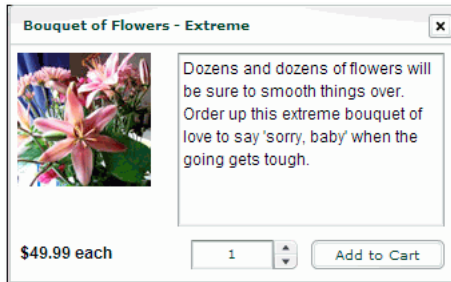 Bouquet of Flowers - Extreme
Dozens and dozens of flowers will
be sure to smooth things over.
Order up this extreme bouquet of
love to say 'sorry, baby' when the
going gets tough.
$49.99 each
1
Add to Cart